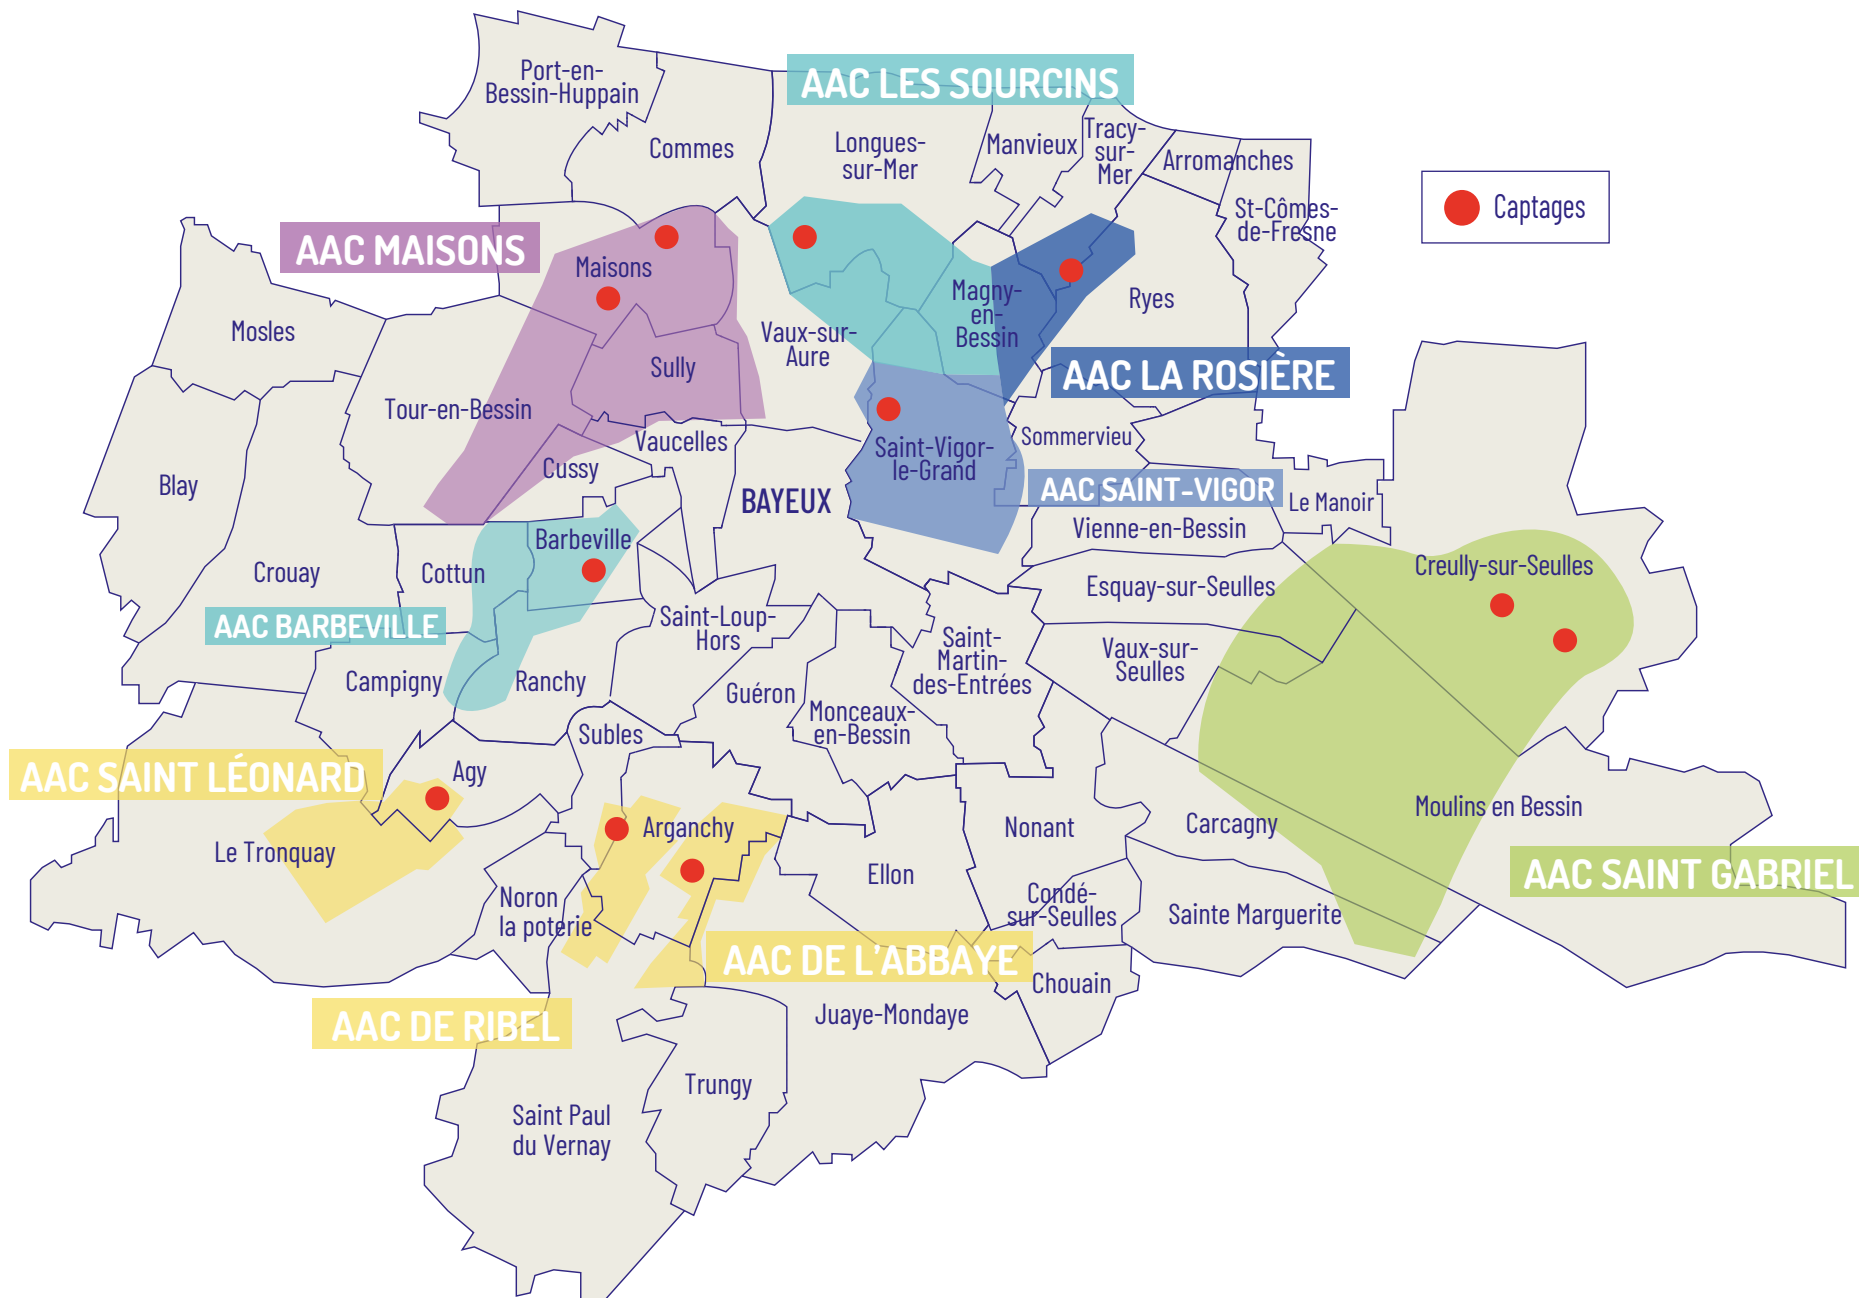 Port-en-
Bessin-Huppain
AAC LES SOURCINS
Commes
Longues-
sur-Mer
Manvieux
Tracy-
sur-
Mer
Arromanches
St-Cômes-
de-Fresne
Captages
AAC MAISONS
Maisons
Mosles
Magny-
en-
Bessin
Ryes
Vaux-sur-
Aure
Sully
AAC LA ROSIÈRE
Tour-en-Bessin
Vaucelles
Sommervieu
Saint-Vigor-
le-Grand
Cussy
Blay
BAYEUX
AAC SAINT-VIGOR
Le Manoir
Vienne-en-Bessin
Barbeville
Crouay
Cottun
Creully-sur-Seulles
Esquay-sur-Seulles
AAC BARBEVILLE
Saint-Loup-
Hors
Saint-
Martin-
des-Entrées
Vaux-sur-
Seulles
Campigny
Ranchy
Guéron
Monceaux-
en-Bessin
Subles
AAC SAINT LÉONARD
Agy
Moulins en Bessin
Arganchy
Nonant
Carcagny
Le Tronquay
Ellon
AAC SAINT GABRIEL
Noron
la poterie
Condé-
sur-Seulles
Sainte Marguerite
AAC DE L'ABBAYE
Chouain
Juaye-Mondaye
AAC DE RIBEL
Trungy
Saint Paul
du Vernay